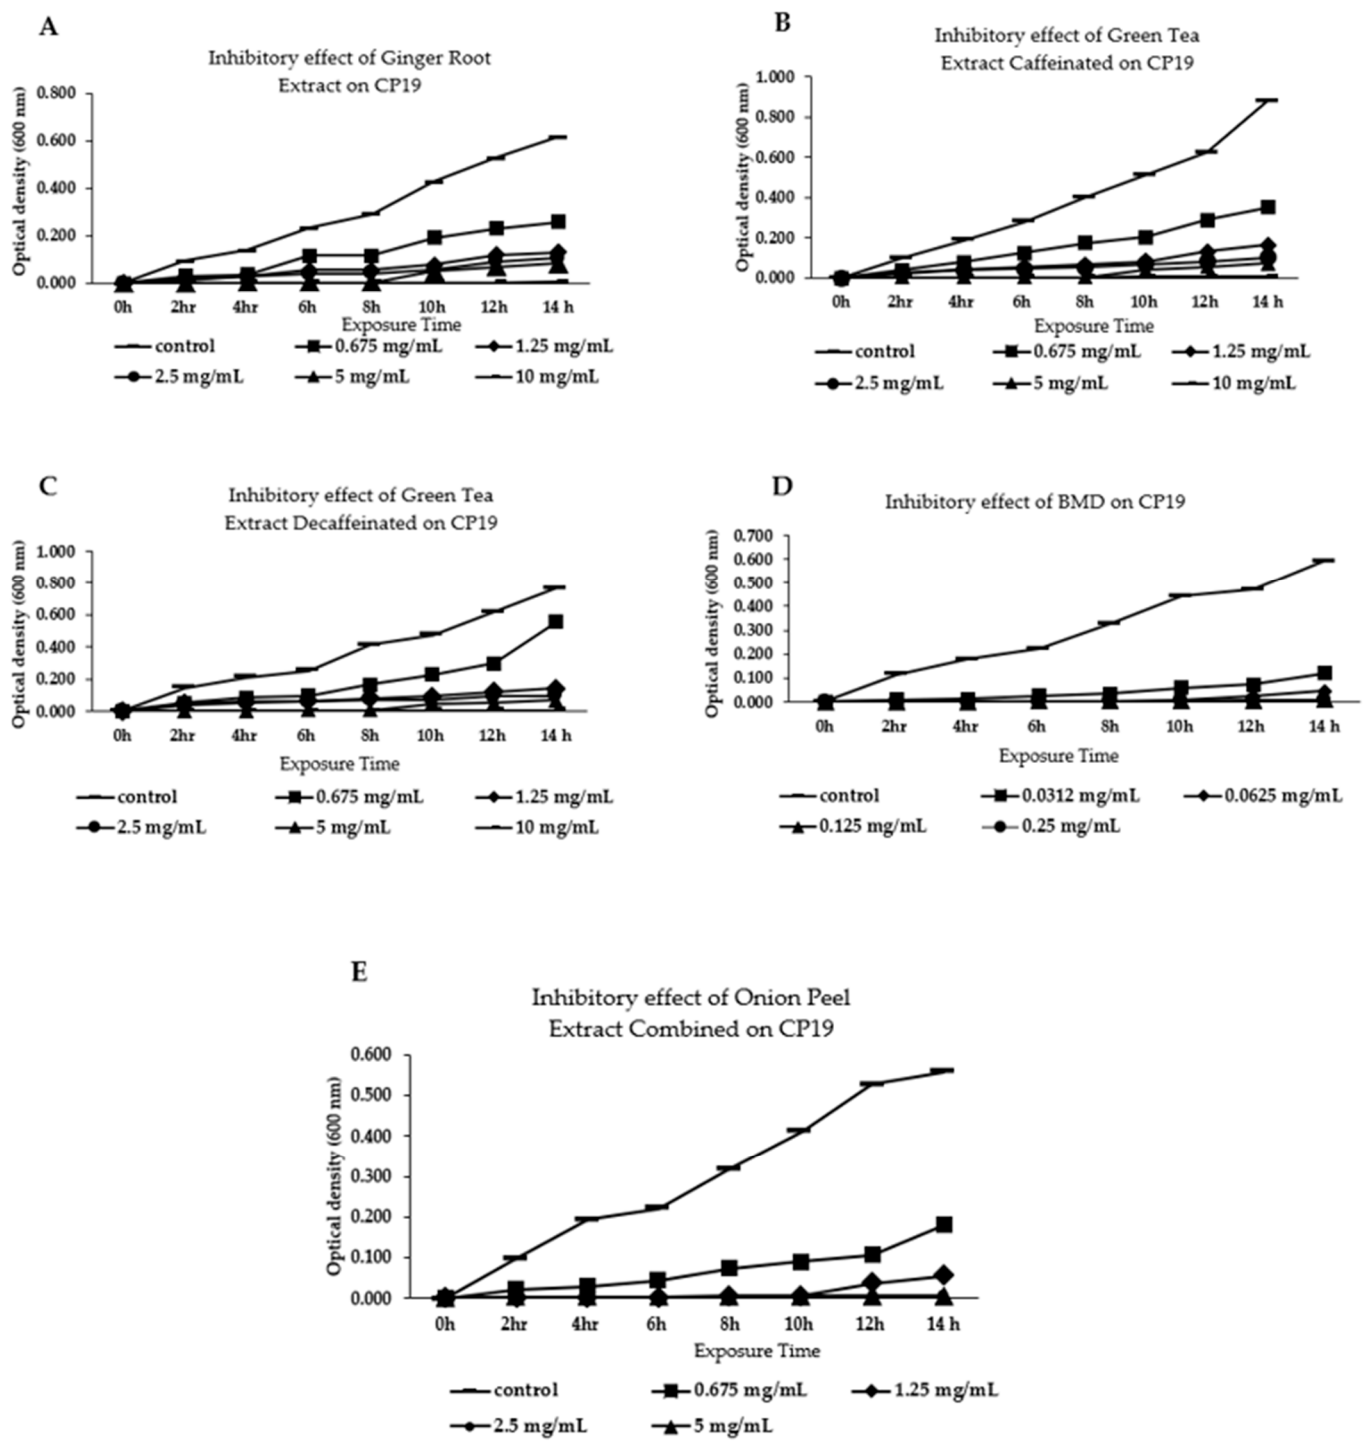 A
Inhibitory effect of Ginger Root
Extract on CP19
Optical density (600 nm)
0.800
0.600
0.400
0.200
0.000
0h 2hr 4hr 6h 8h 10h 12h 14 h
Exposure Time
control 0.675 mg/mL 1.25 mg/mL
2.5 mg/mL 5 mg/mL 10 mg/mL
B
Inhibitory effect of Green Tea
Extract Caffeinated on CP19
Optical density (600 nm)
1.000
0.800
0.600
0.400
0.200
0.000
0h 2hr 4hr 6h 8h 10h 12h 14 h
Exposure Time
control 0.675 mg/mL 1.25 mg/mL
2.5 mg/mL 5 mg/mL 10 mg/mL
C
Inhibitory effect of Green Tea
Extract Decaffeinated on CP19
Optical density (600 nm)
1.000
0.800
0.600
0.400
0.200
0.000
0h 2hr 4hr 6h 8h 10h 12h 14 h
Exposure Time
control 0.675 mg/mL 1.25 mg/mL
2.5 mg/mL 5 mg/mL 10 mg/mL
D
Inhibitory effect of BMD on CP19
Optical density (600 nm)
0.700
0.600
0.500
0.400
0.300
0.200
0.100
0.000
0h 2hr 4hr 6h 8h 10h 12h 14 h
Exposure Time
control 0.0312 mg/mL 0.0625 mg/mL
0.125 mg/mL 0.25 mg/mL
E
Inhibitory effect of Onion Peel
Extract Combined on CP19
Optical density (600 nm)
0.600
0.500
0.400
0.300
0.200
0.100
0.000
0h 2hr 4hr 6h 8h 10h 12h 14 h
Exposure Time
control 0.675 mg/mL 1.25 mg/mL
2.5 mg/mL 5 mg/mL